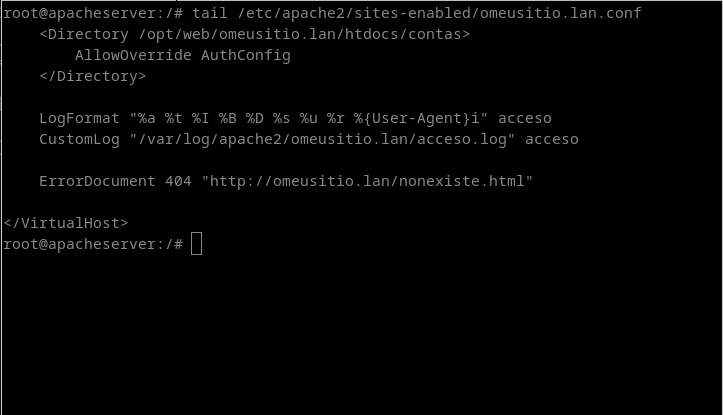 root@apacheserver:/# tail /etc/apache2/sites-enabled/omeusitio.lan.conf
    <Directory /opt/web/omeusitio.lan/htdocs/contas>
        AllowOverride AuthConfig
    </Directory>

    LogFormat "%a %t %I %B %D %s %u %r %{User-Agent}i" acceso
    CustomLog "/var/log/apache2/omeusitio.lan/acceso.log" acceso

    ErrorDocument 404 "http://omeusitio.lan/nonexiste.html"

</VirtualHost>
root@apacheserver:/#